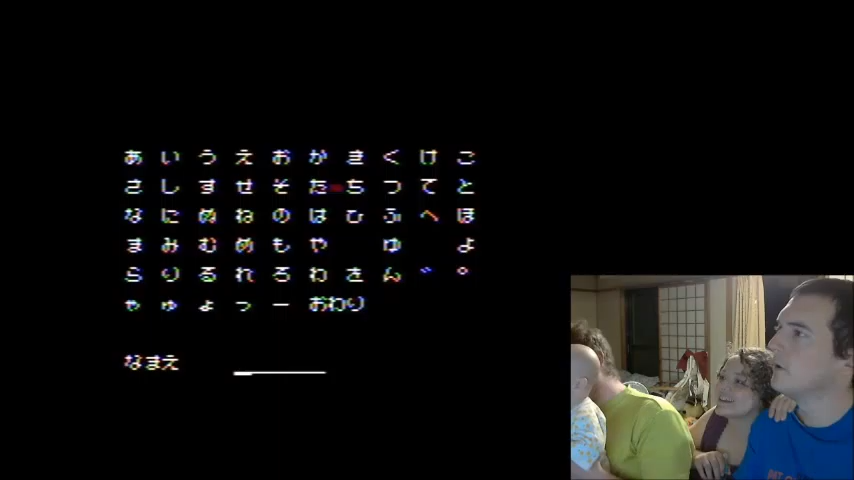 あ い う え お か き く け こ
さ し す せ そ た ち つ て と
な に ぬ ね の は ひ ふ へ ほ
ま み む め も や ゆ よ
ら り る れ ろ わ を ん ゛ ゜
ゃ ゅ ょ っ ー おわり
なまえ